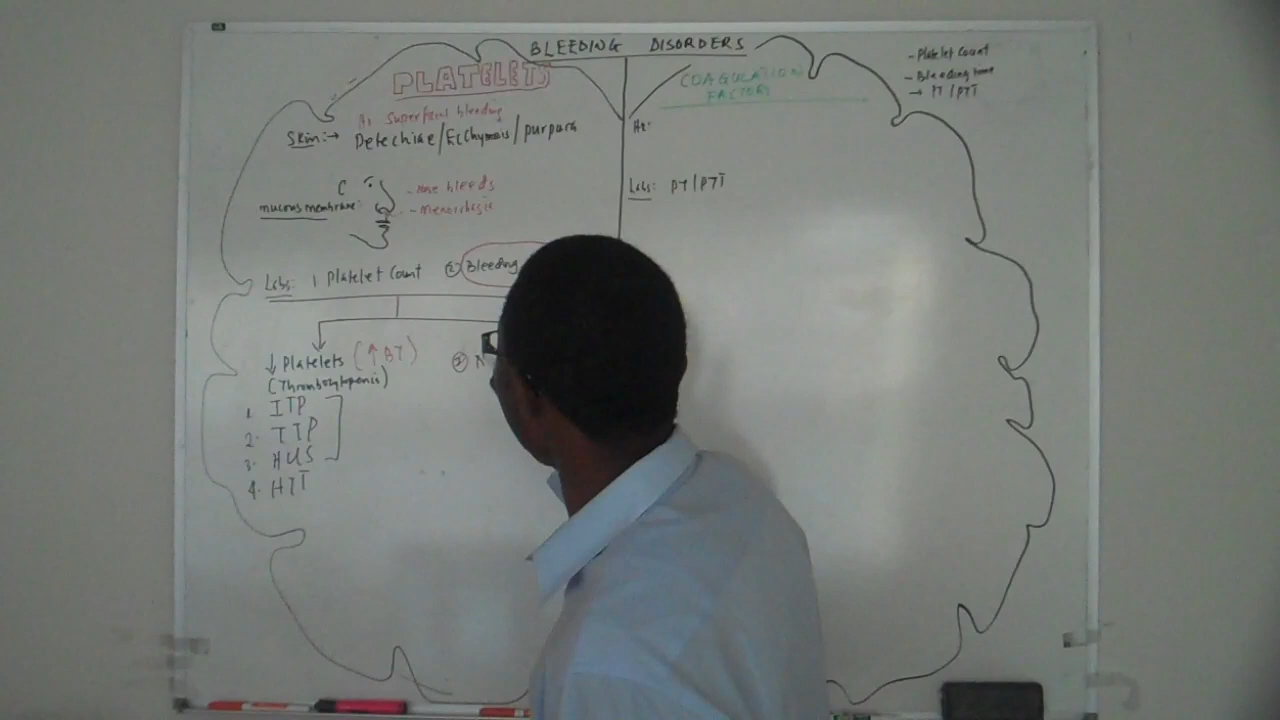 BLEEDING DISORDERS
PLATELETS
Hx Superficial bleeding
Skin:→ Petechiae/Ecchymosis/purpura
mucous membrane:
- Nose bleeds
- Menorrhagia
Labs: 1 Platelet Count ② Bleeding
↓ Platelets (↑BT)
(Thrombocytopenia)
1. ITP
2. TTP
3. HUS
4. HIT
② N
COAGULATION
FACTORS
Hx:
Labs: PT/PTT
- Platelet Count
- Bleeding time
→ PT/PTT